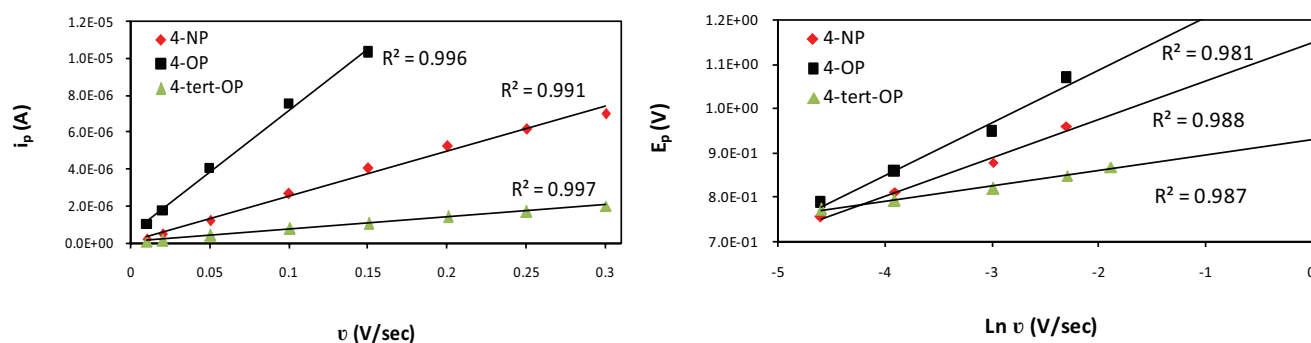 1.2E-05
1.0E-05
8.0E-06
6.0E-06
4.0E-06
2.0E-06
0.0E+00
iₚ (A)
4-NP
4-OP
4-tert-OP
R² = 0.996
R² = 0.991
R² = 0.997
0 0.05 0.1 0.15 0.2 0.25 0.3
υ (V/sec)
1.2E+00
1.1E+00
1.0E+00
9.0E-01
8.0E-01
7.0E-01
Eₚ (V)
4-NP
4-OP
4-tert-OP
R² = 0.981
R² = 0.988
R² = 0.987
-5 -4 -3 -2 -1 0
Ln υ (V/sec)